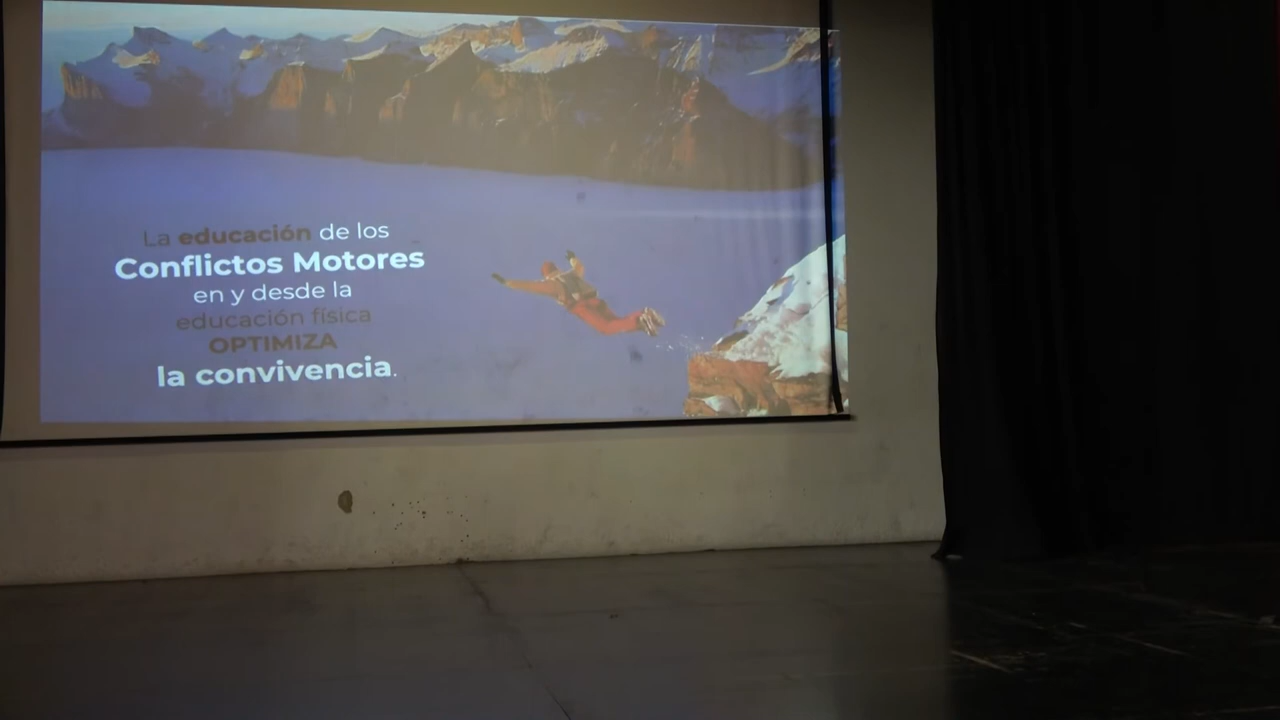 La educación de los
Conflictos Motores
en y desde la
educación física
OPTIMIZA
la convivencia.